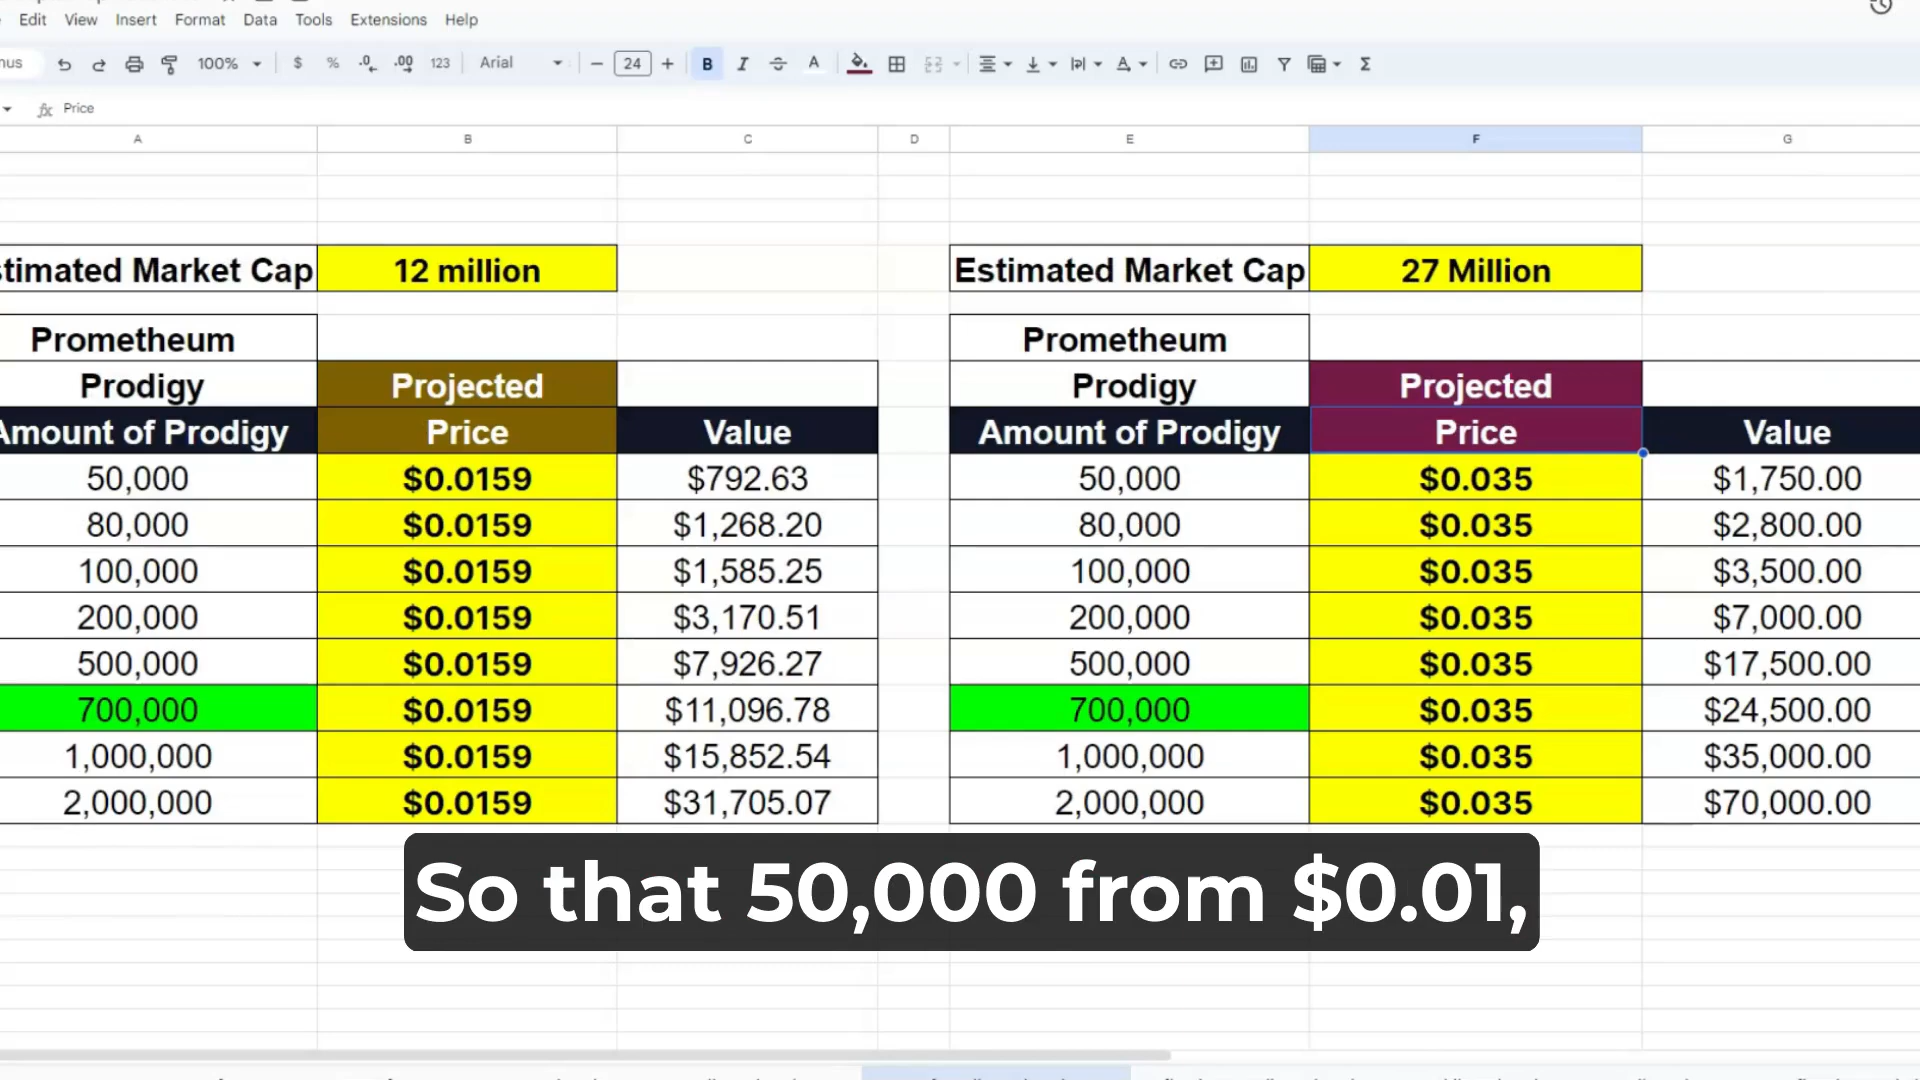 Edit View Insert Format Data Tools Extensions Help
100% $ % .0 .00 123 Arial − 24 + B I A Σ
fx Price
A B C D E F G
Estimated Market Cap 27 Million
12 million
Market Cap
Prometheum Prometheum
Prodigy Projected Prodigy Projected
Amount of Prodigy Price Value Amount of Prodigy Price Value
50,000 $0.0159 $792.63 50,000 $0.035 $1,750.00
80,000 $0.0159 $1,268.20 80,000 $0.035 $2,800.00
100,000 $0.0159 $1,585.25 100,000 $0.035 $3,500.00
200,000 $0.0159 $3,170.51 200,000 $0.035 $7,000.00
500,000 $0.0159 $7,926.27 500,000 $0.035 $17,500.00
700,000 $0.0159 $11,096.78 700,000 $0.035 $24,500.00
1,000,000 $0.0159 $15,852.54 1,000,000 $0.035 $35,000.00
2,000,000 $0.0159 $31,705.07 2,000,000 $0.035 $70,000.00
So that 50,000 from $0.01,